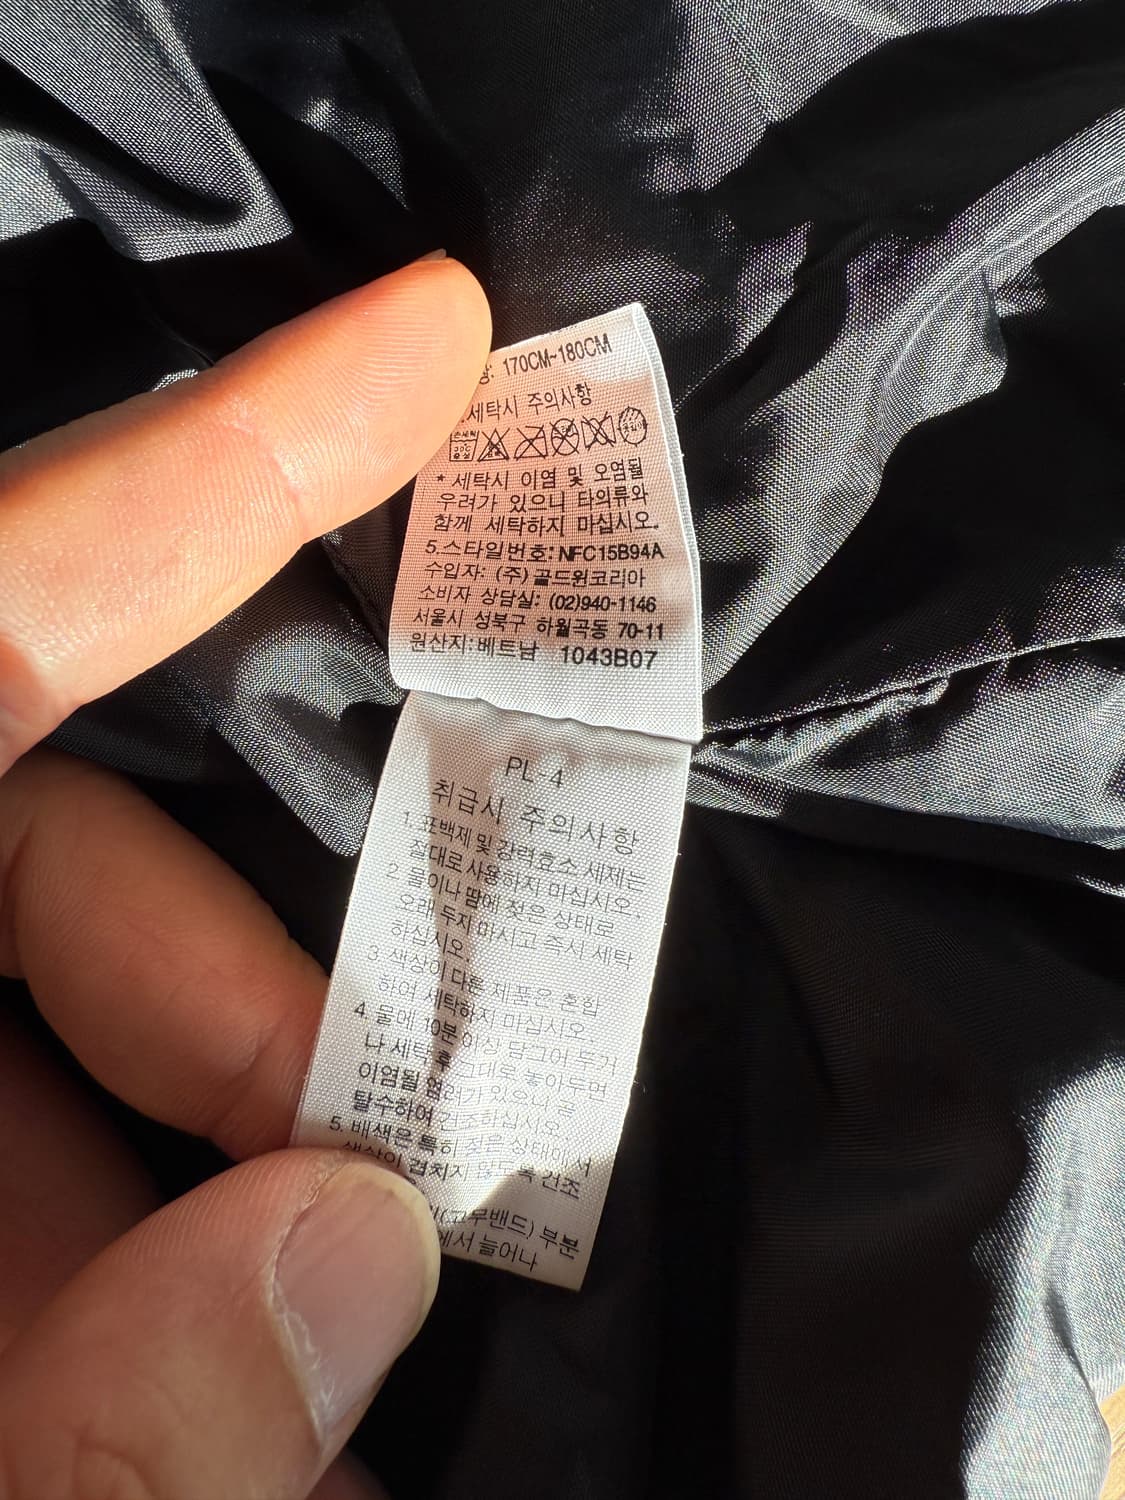 170CM~180CM
세탁시 주의사항
* 세탁시 이염 및 오염될
우려가 있으니 타의류와
함께 세탁하지 마십시오.
5.스타일번호:NFC15B94A
수입자: (주)골드윈코리아
소비자 상담실: (02)940-1146
서울시 성북구 하월곡동 70-11
원산지:베트남 1043B07
PL-4
취급시 주의사항
1. 표백제 및 강력효소 세제는
절대로 사용하지 마십시오.
2. 물이나 땀에 젖은 상태로
오래 두지 마시고 즉시 세탁
하십시오.
3. 색상이 다른 제품은 혼합
하여 세탁하지 마십시오.
4. 물에 10분 이상 담그어 두거
나 세탁 후 그대로 놓아두면
이염될 염려가 있으니 곧
탈수하여 건조하십시오.
5. 배색은 특히 젖은 상태에서
색상이 겹치지 않도록 건조
(고무밴드) 부분
에서 늘어나